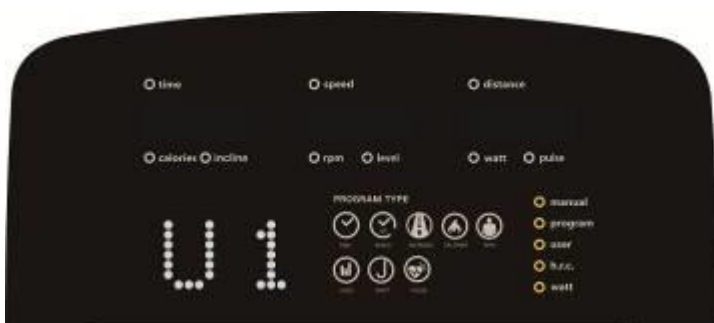 time speed distance
calories incline rpm level watt pulse
PROGRAM TYPE
manual
program
user
h.r.c.
watt
U1